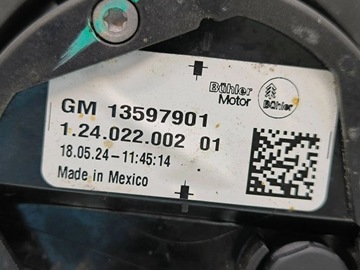 Bühler
Motor
Bühler
GM 13597901
1.24.022.002 01
18.05.24-11:45:14
Made in Mexico